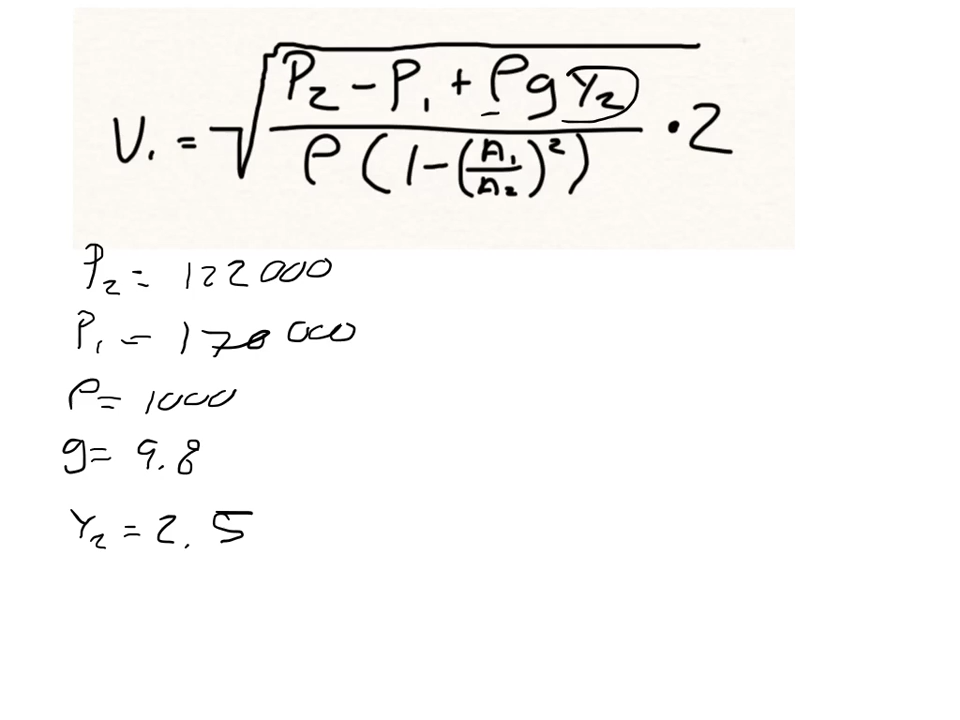 V₁ = √((P₂ - P₁ + ρgY₂) / (ρ(1-(A₁/A₂)²)) · 2)
P₂ = 122000
P₁ = 170000
ρ = 1000
g = 9.8
Y₂ = 2.5